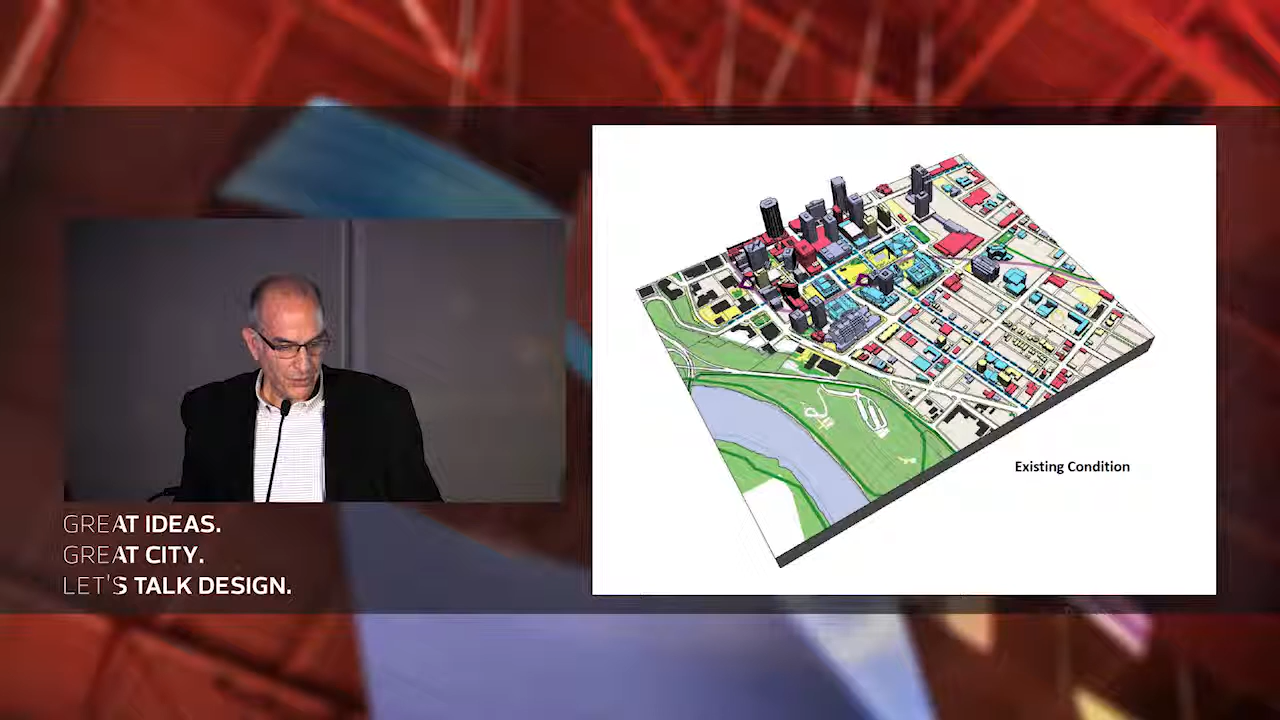 GREAT IDEAS.
GREAT CITY.
LET'S TALK DESIGN.
Existing Condition